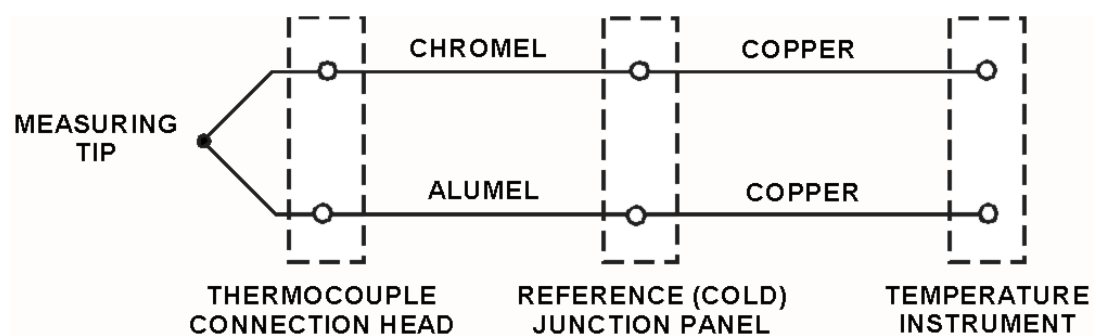 CHROMEL
COPPER
MEASURING
TIP
ALUMEL
COPPER
THERMOCOUPLE
CONNECTION HEAD
REFERENCE (COLD)
JUNCTION PANEL
TEMPERATURE
INSTRUMENT